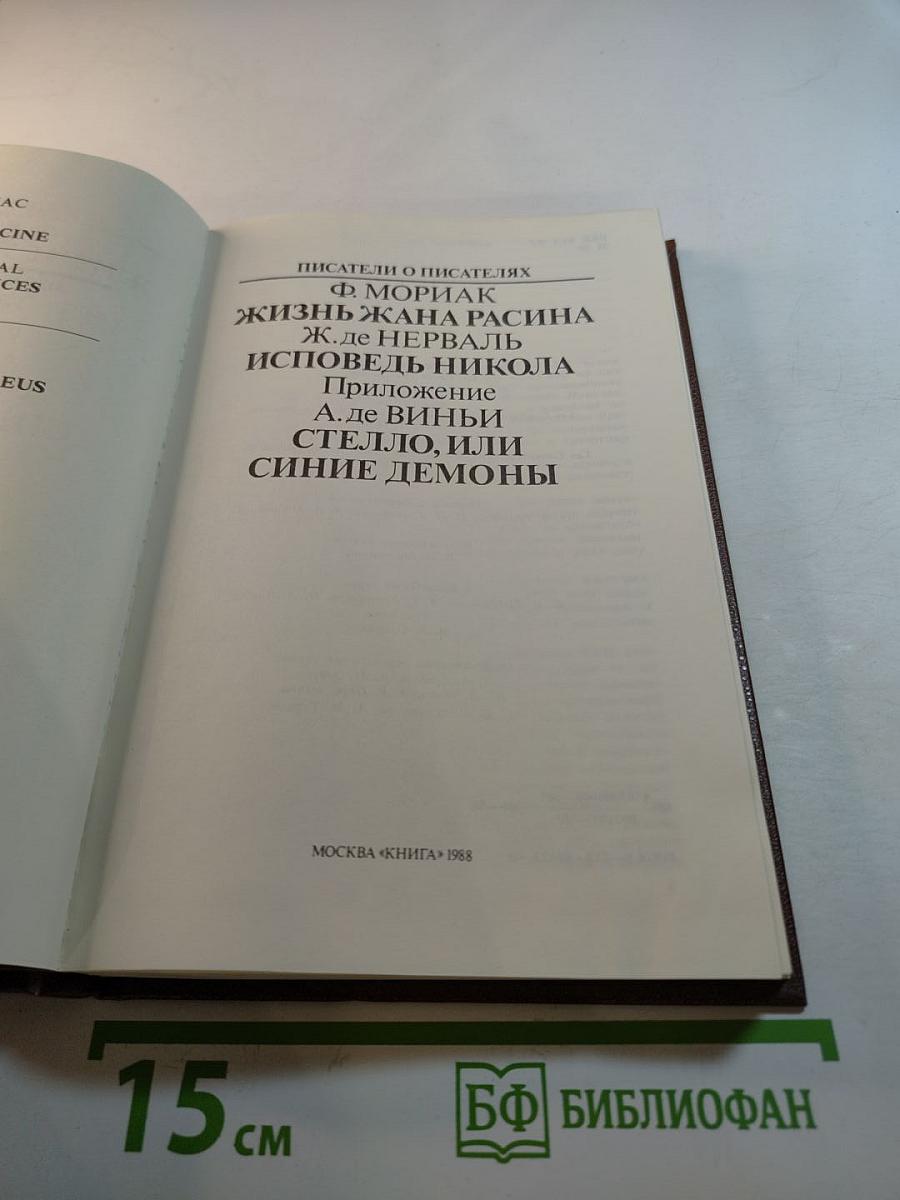 AC
CINE
AL
NCES
EUS
ПИСАТЕЛИ О ПИСАТЕЛЯХ
Ф. МОРИАК
ЖИЗНЬ ЖАНА РАСИНА
Ж. де НЕРВАЛЬ
ИСПОВЕДЬ НИКОЛА
Приложение
А. де ВИНЬИ
СТЕЛЛО, ИЛИ
СИНИЕ ДЕМОНЫ
МОСКВА «КНИГА» 1988
15 см
БФ БИБЛИОФАН